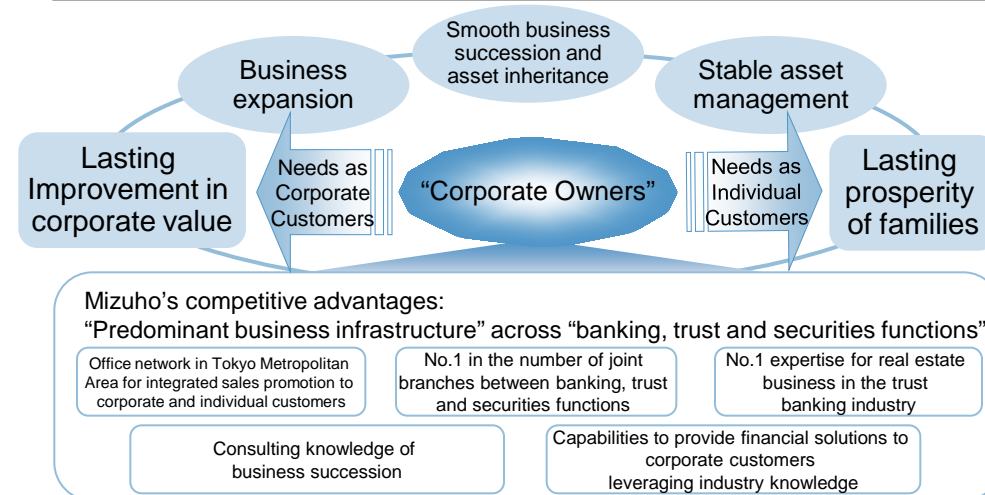 Smooth business
succession and
asset inheritance
Business
expansion
Stable asset
management
Lasting
Improvement in
corporate value
Needs as
Corporate
Customers
“Corporate Owners”
Needs as
Individual
Customers
Lasting
prosperity
of families
Mizuho’s competitive advantages:
“Predominant business infrastructure” across “banking, trust and securities functions”
Office network in Tokyo Metropolitan
Area for integrated sales promotion to
corporate and individual customers
No.1 in the number of joint
branches between banking, trust
and securities functions
No.1 expertise for real estate
business in the trust
banking industry
Consulting knowledge of
business succession
Capabilities to provide financial solutions to
corporate customers
leveraging industry knowledge